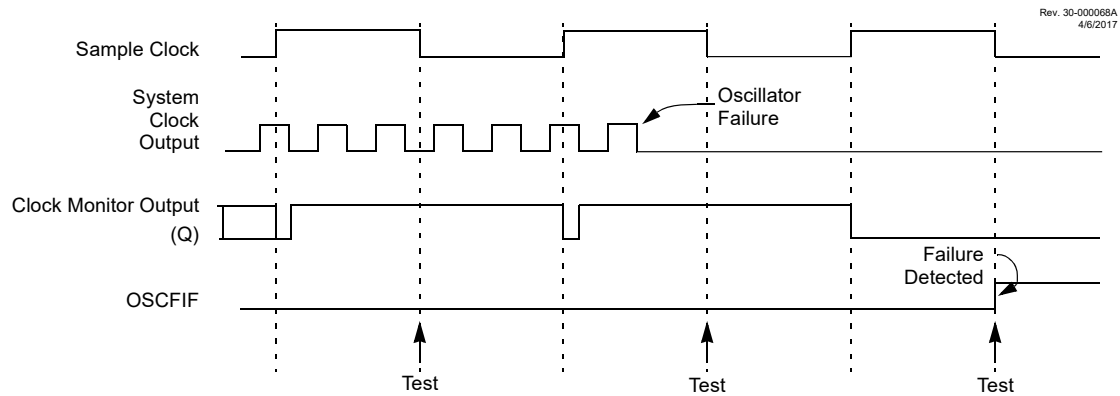 Rev. 30-000068A
4/6/2017
Sample Clock
System
Clock
Output
Oscillator
Failure
Clock Monitor Output
(Q)
Failure
Detected
OSCFIF
Test
Test
Test